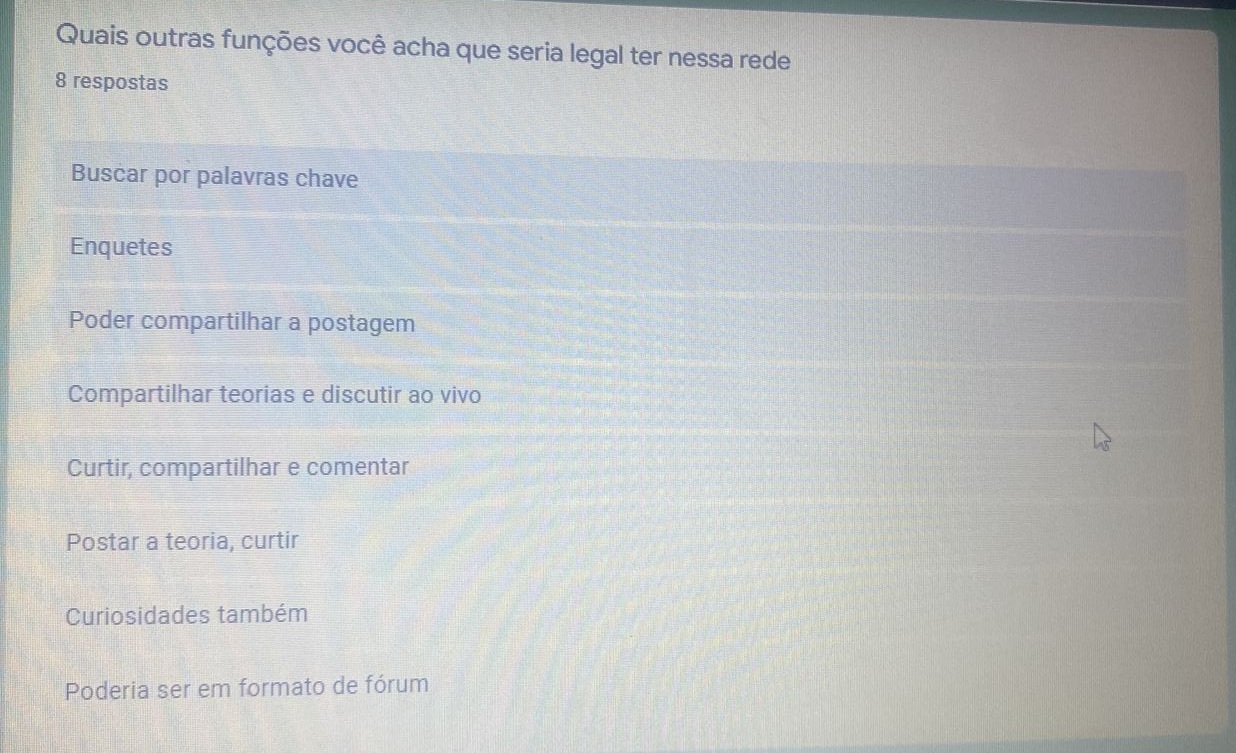 Quais outras funções você acha que seria legal ter nessa rede
8 respostas
Buscar por palavras chave
Enquetes
Poder compartilhar a postagem
Compartilhar teorias e discutir ao vivo
Curtir, compartilhar e comentar
Postar a teoria, curtir
Curiosidades também
Poderia ser em formato de fórum